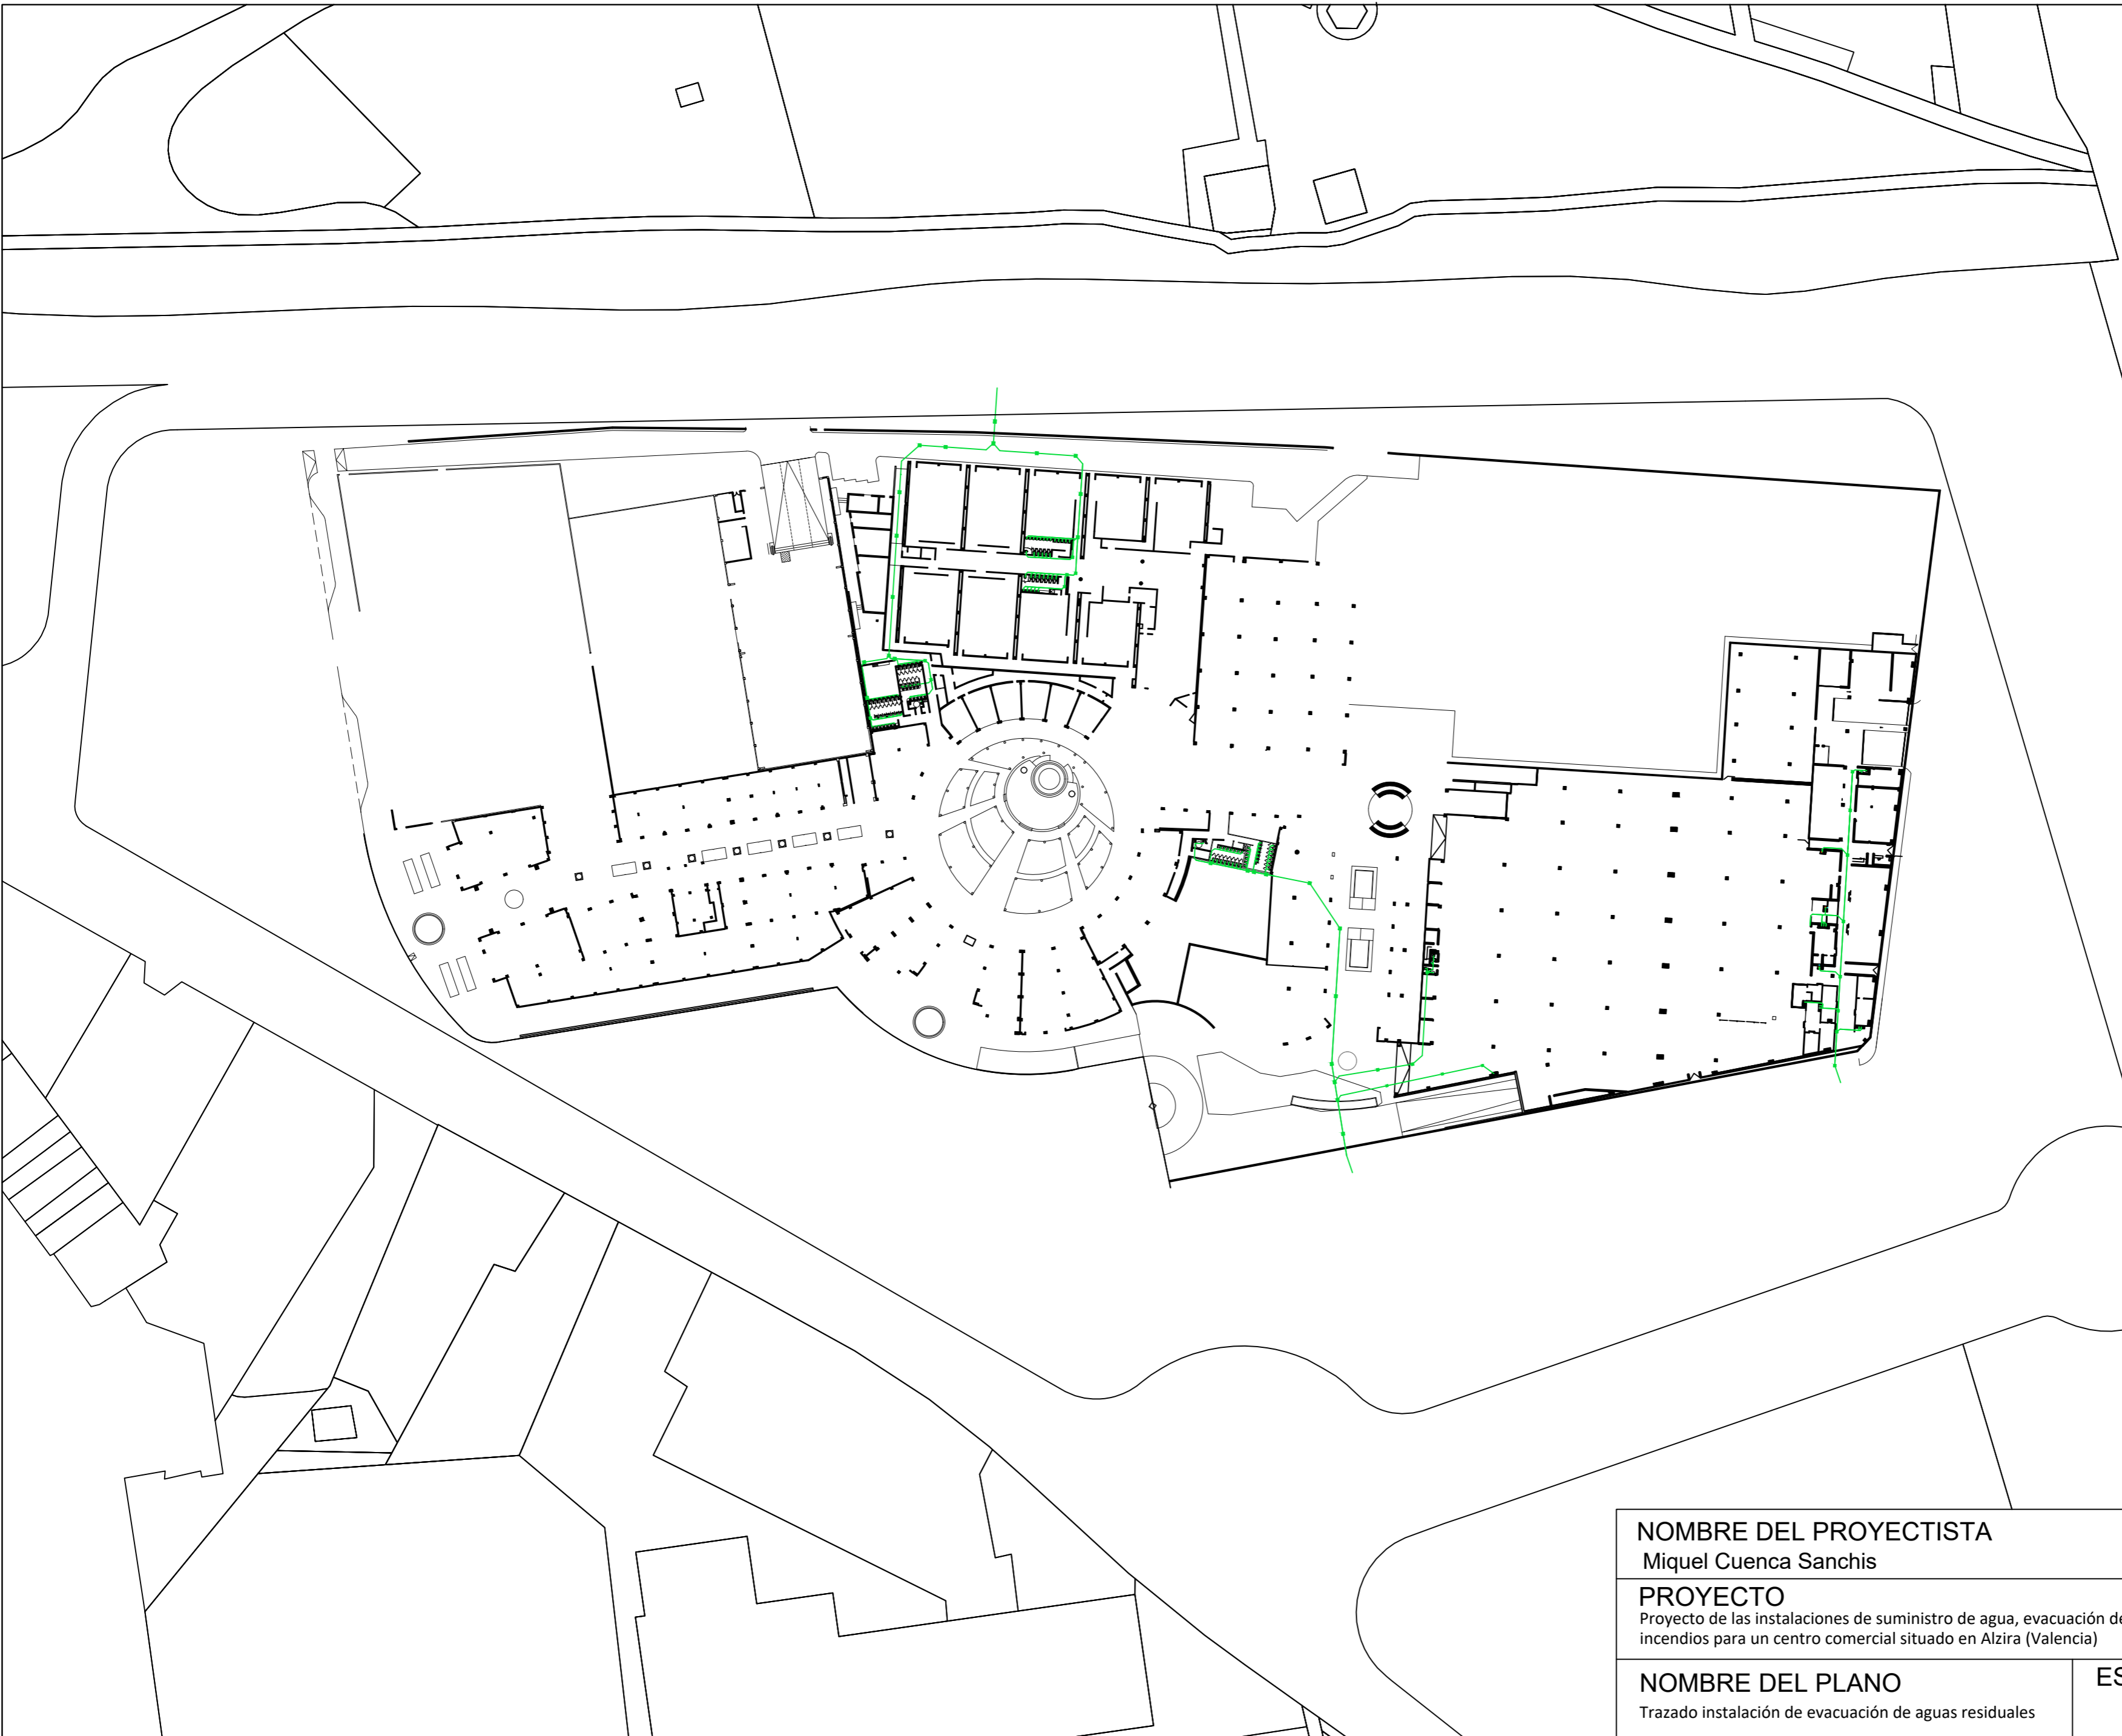 NOMBRE DEL PROYECTISTA
Miquel Cuenca Sanchis
PROYECTO
Proyecto de las instalaciones de suministro de agua, evacuación de
incendios para un centro comercial situado en Alzira (Valencia)
NOMBRE DEL PLANO
ES
Trazado instalación de evacuación de aguas residuales